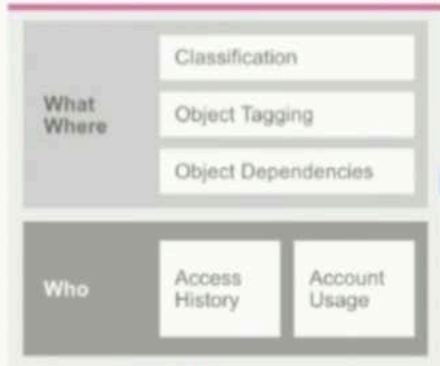 What
Where
Classification
Object Tagging
Object Dependencies
Who
Access
History
Account
Usage